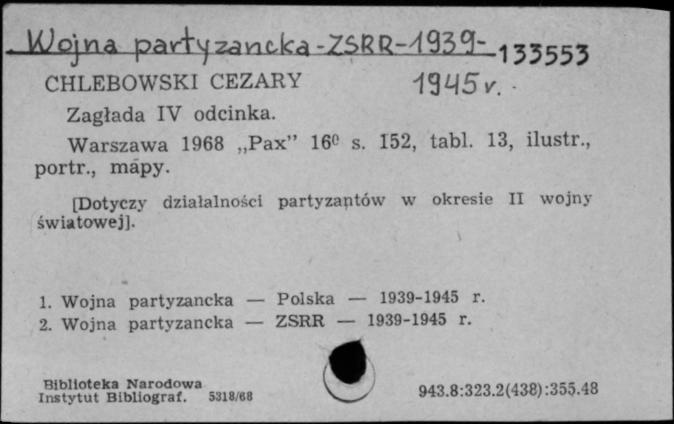 Wojna partyzancka - ZSRR - 1939-
133553
1945 r.
CHLEBOWSKI CEZARY
Zagłada IV odcinka.
Warszawa 1968 „Pax” 16⁰ s. 152, tabl. 13, ilustr.,
portr., mapy.
[Dotyczy działalności partyzantów w okresie II wojny
światowej].
1. Wojna partyzancka — Polska — 1939-1945 r.
2. Wojna partyzancka — ZSRR — 1939-1945 r.
Biblioteka Narodowa
Instytut Bibliograf. 5318/68
943.8:323.2(438):355.48